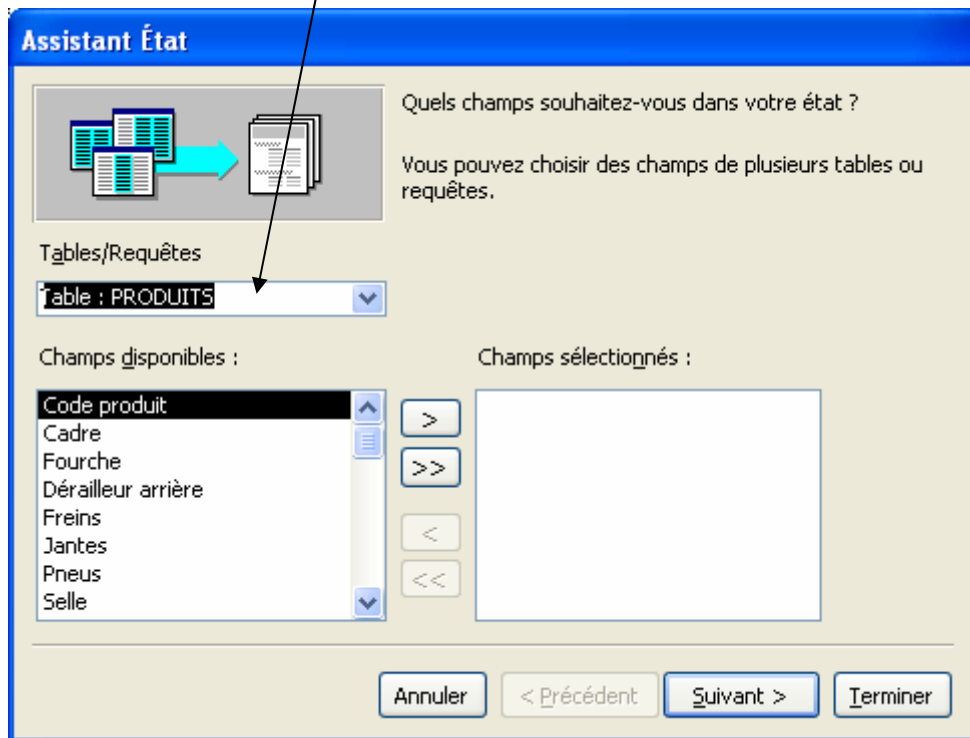 Assistant État
Quels champs souhaitez-vous dans votre état ?
Vous pouvez choisir des champs de plusieurs tables ou
requêtes.
Tables/Requêtes
Table : PRODUITS
Champs disponibles :
Champs sélectionnés :
Code produit
Cadre
Fourche
Dérailleur arrière
Freins
Jantes
Pneus
Selle
>
>>
<
<<
Annuler
< Précédent
Suivant >
Terminer